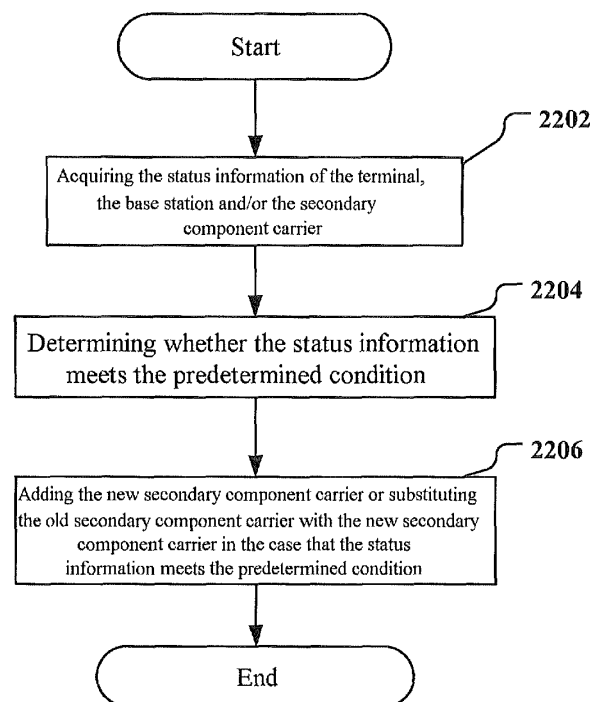 Start
2202
Acquiring the status information of the terminal,
the base station and/or the secondary
component carrier
2204
Determining whether the status information
meets the predetermined condition
2206
Adding the new secondary component carrier or substituting
the old secondary component carrier with the new secondary
component carrier in the case that the status
information meets the predetermined condition
End